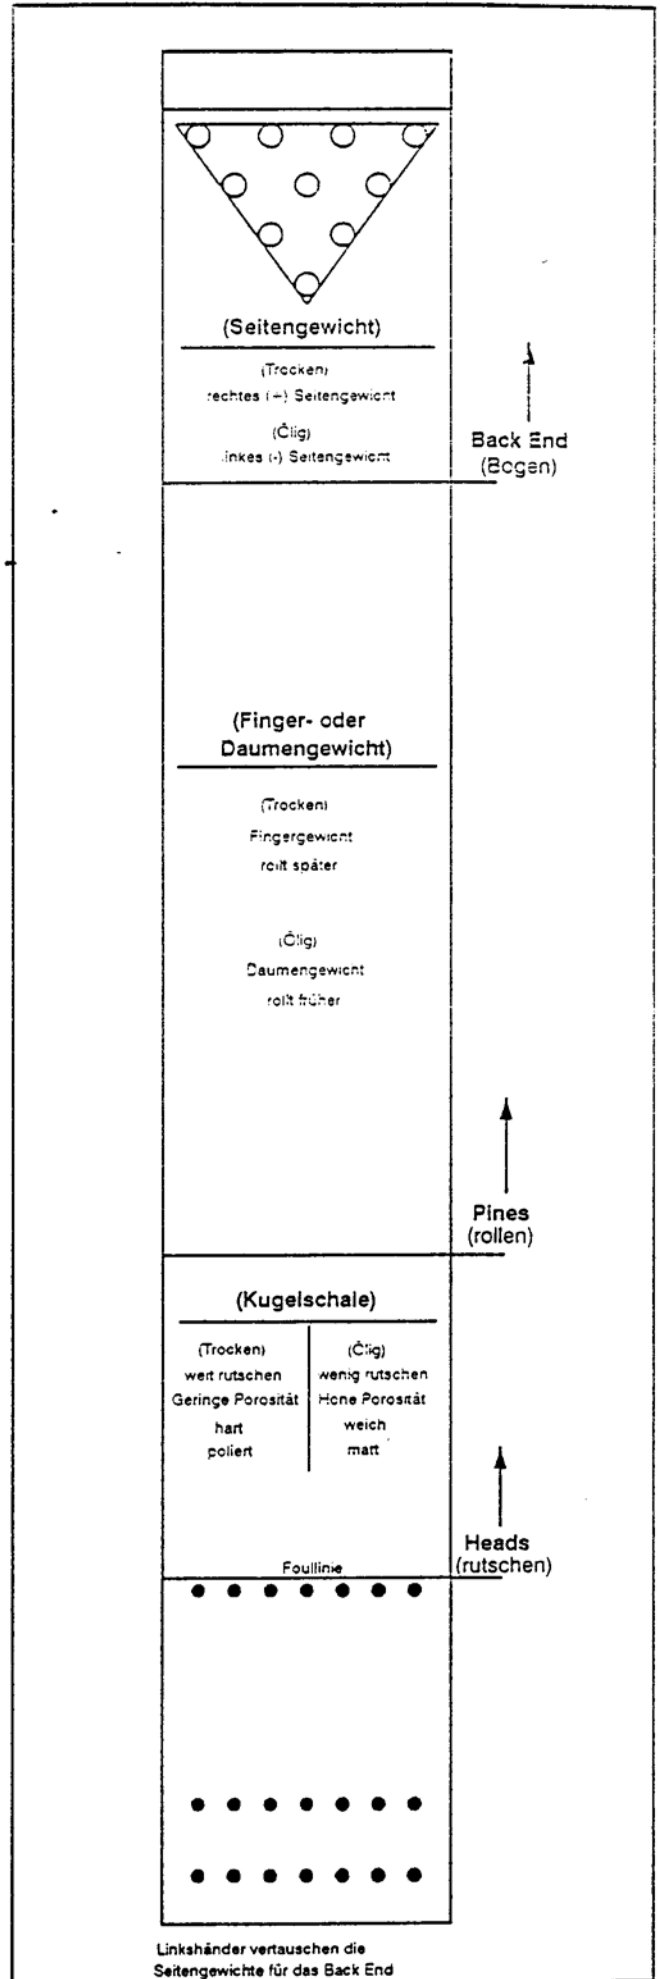 (Seitengewicht)
(Trocken)
rechtes (+) Seitengewicht
(Ölig)
linkes (-) Seitengewicht
Back End
(Bogen)
(Finger- oder
Daumengewicht)
(Trocken)
Fingergewicht
rollt später
(Ölig)
Daumengewicht
rollt früher
Pines
(rollen)
(Kugelschale)
(Trocken)
weit rutschen
Geringe Porosität
hart
poliert
(Ölig)
wenig rutschen
Hohe Porosität
weich
matt
Heads
(rutschen)
Foullinie
Linkshänder vertauschen die
Seitengewichte für das Back End